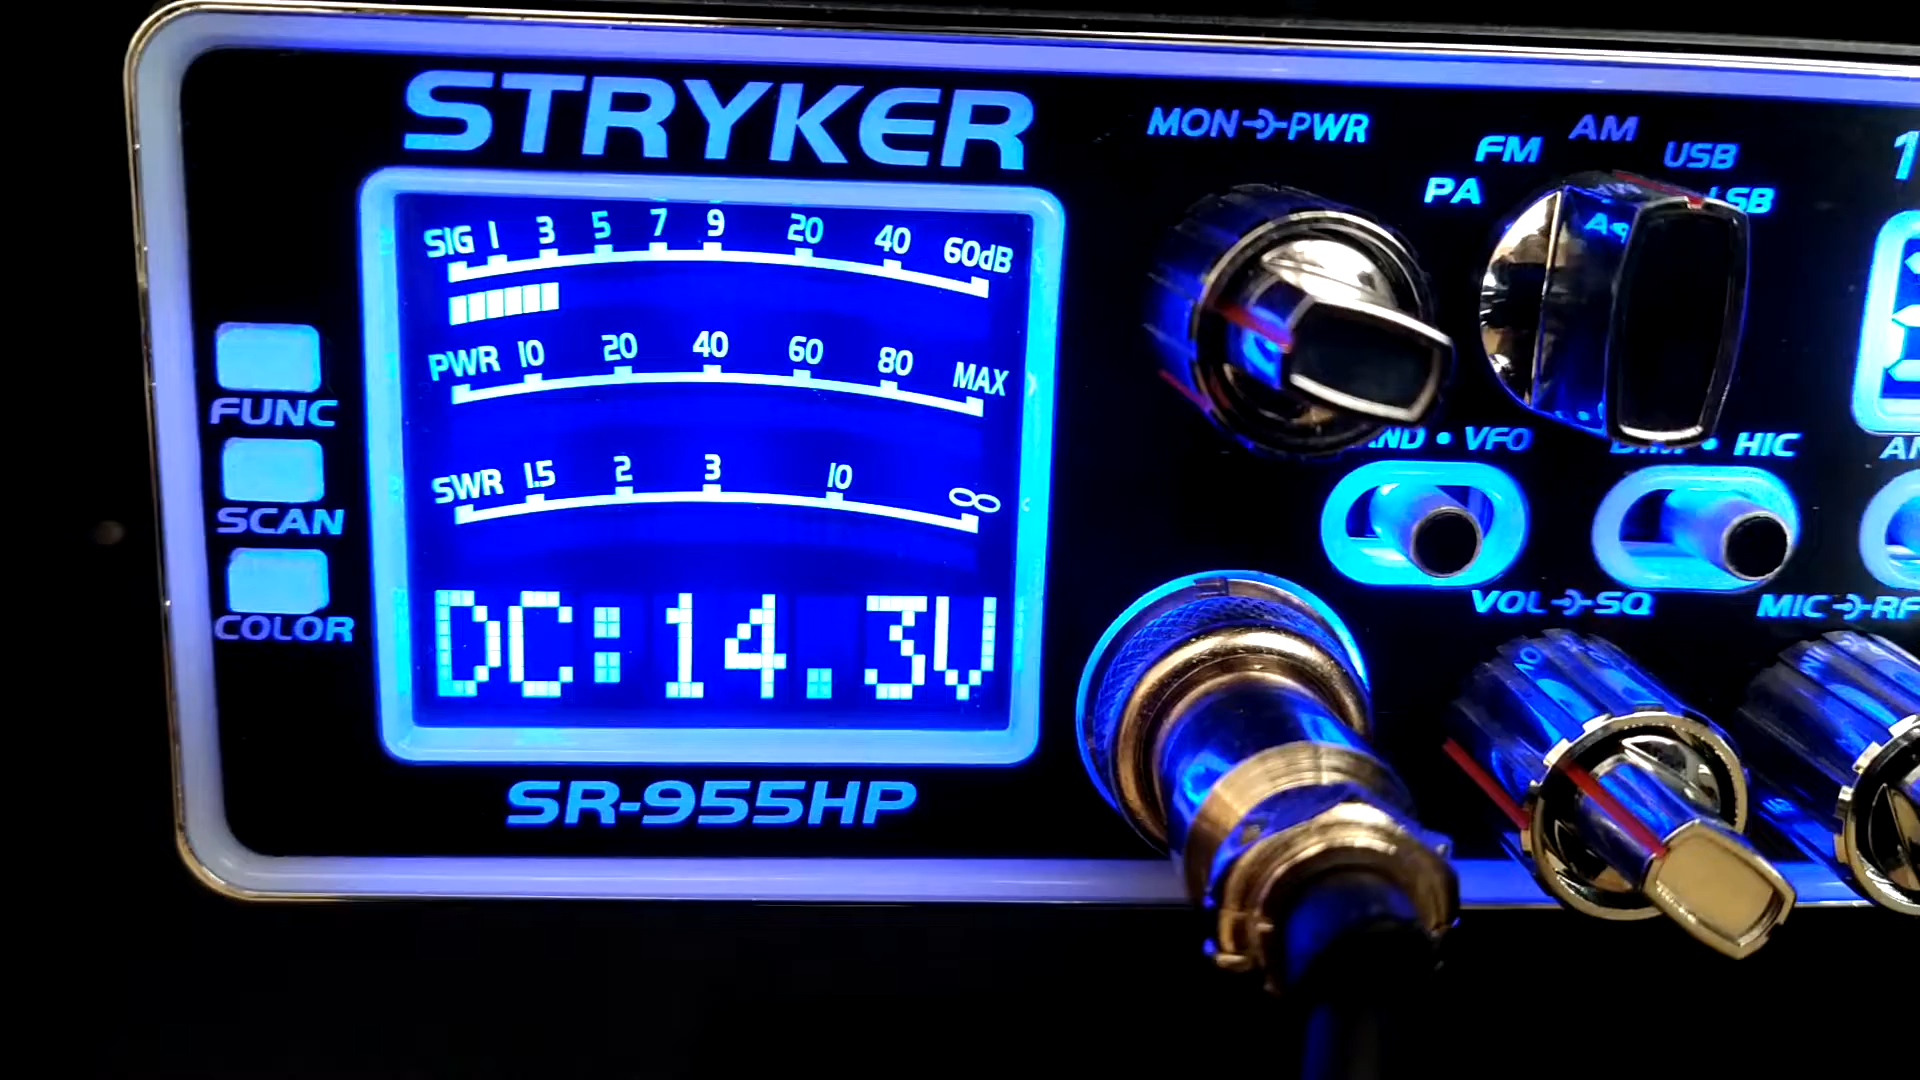 STRYKER
SIG 1 3 5 7 9 20 40 60dB
PWR 10 20 40 60 80 MAX
SWR 1.5 2 3 10 ∞
DC:14.3V
SR-955HP
FUNC
SCAN
COLOR
MON PWR
PA FM AM USB LSB
VFO
HIC
VOL SQ
MIC RF